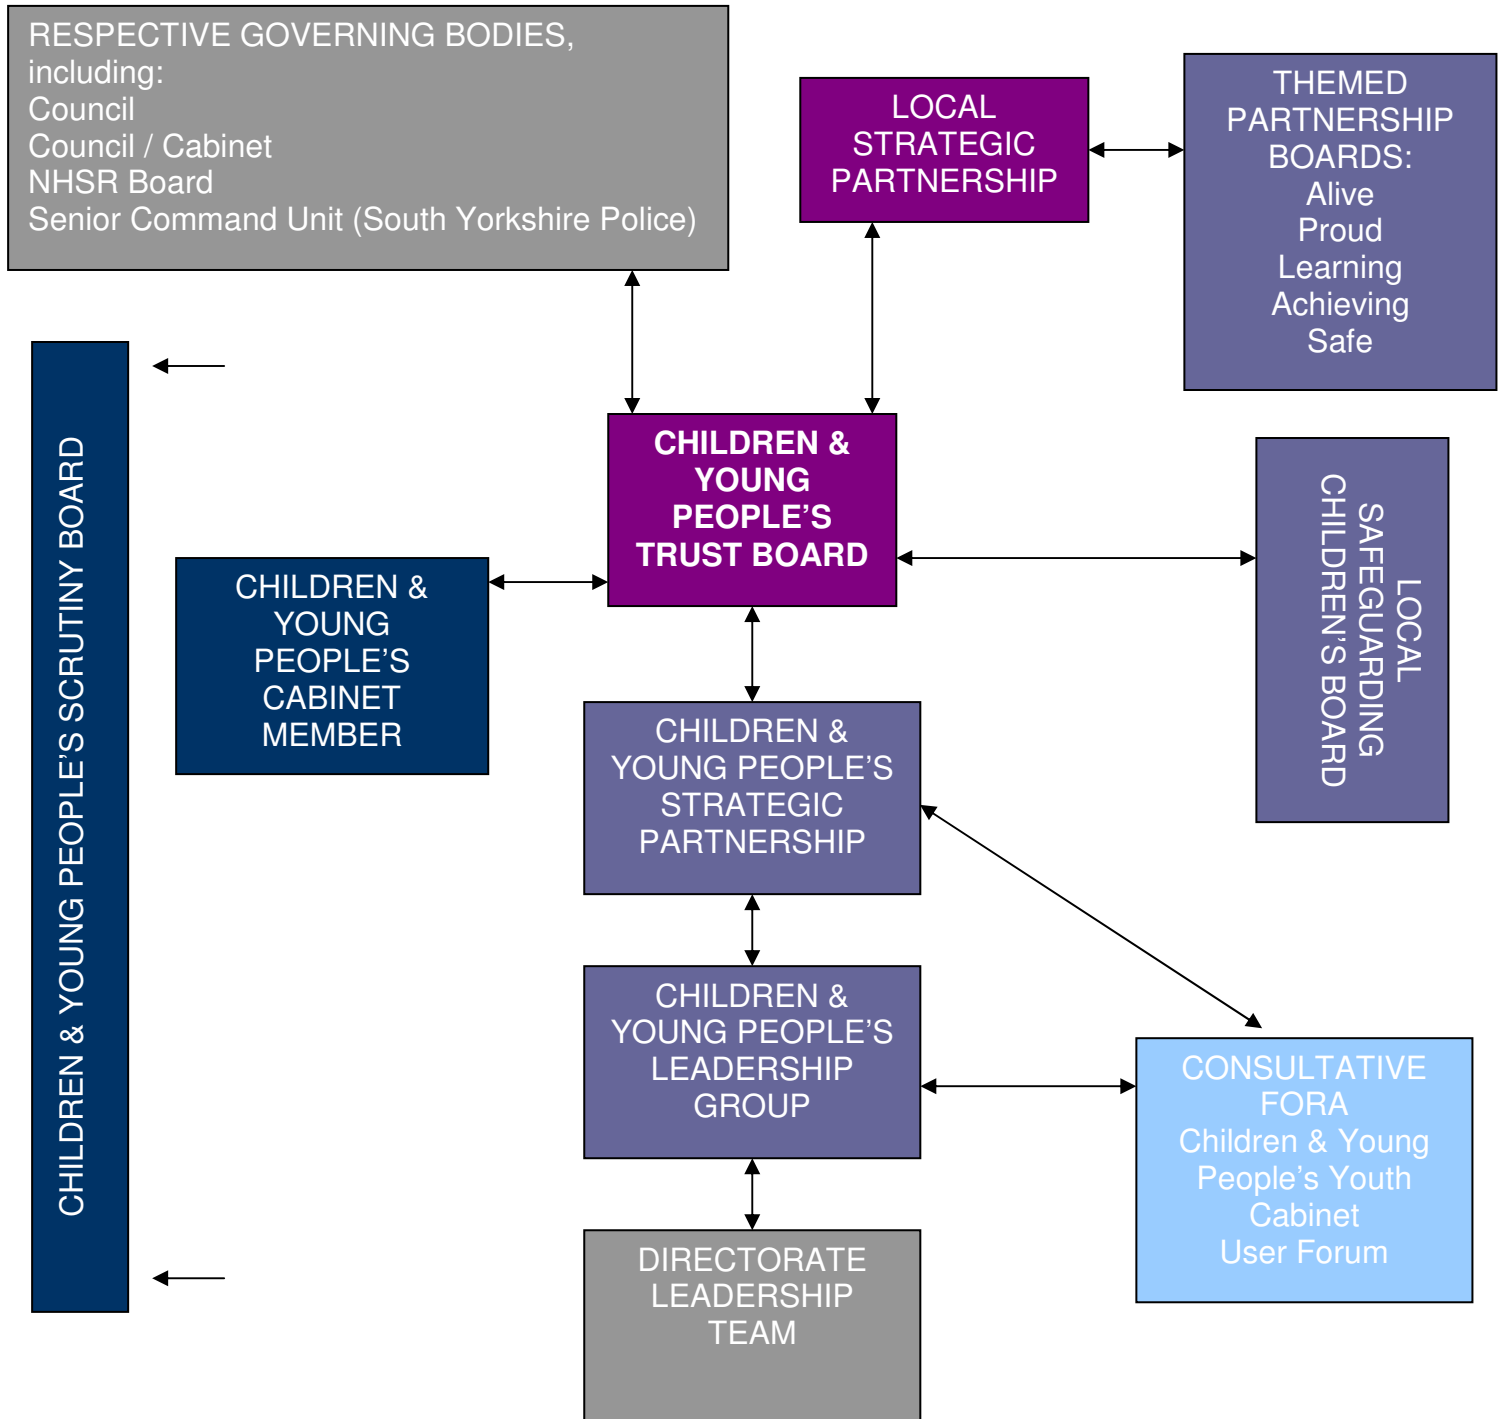 RESPECTIVE GOVERNING BODIES,
including:
Council
Council / Cabinet
NHSR Board
Senior Command Unit (South Yorkshire Police)
LOCAL
STRATEGIC
PARTNERSHIP
THEMED
PARTNERSHIP
BOARDS:
Alive
Proud
Learning
Achieving
Safe
CHILDREN & YOUNG PEOPLE'S SCRUTINY BOARD
CHILDREN &
YOUNG
PEOPLE'S
TRUST BOARD
LOCAL
SAFEGUARDING
CHILDREN'S BOARD
CHILDREN &
YOUNG
PEOPLE'S
CABINET
MEMBER
CHILDREN &
YOUNG PEOPLE'S
STRATEGIC
PARTNERSHIP
CHILDREN &
YOUNG PEOPLE'S
LEADERSHIP
GROUP
CONSULTATIVE
FORA
Children & Young
People's Youth
Cabinet
User Forum
DIRECTORATE
LEADERSHIP
TEAM